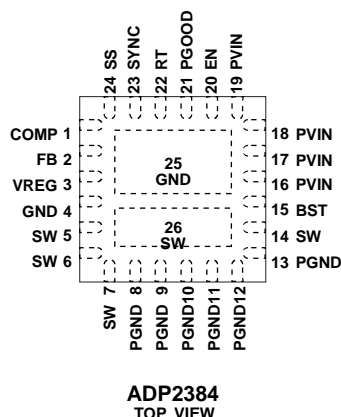 24 SS
23 SYNC
22 RT
21 PGOOD
20 EN
19 PVIN
COMP 1
FB 2
VREG 3
GND 4
SW 5
SW 6
25
GND
26
SW
18 PVIN
17 PVIN
16 PVIN
15 BST
14 SW
13 PGND
SW 7
PGND 8
PGND 9
PGND10
PGND11
PGND12
ADP2384
TOP VIEW